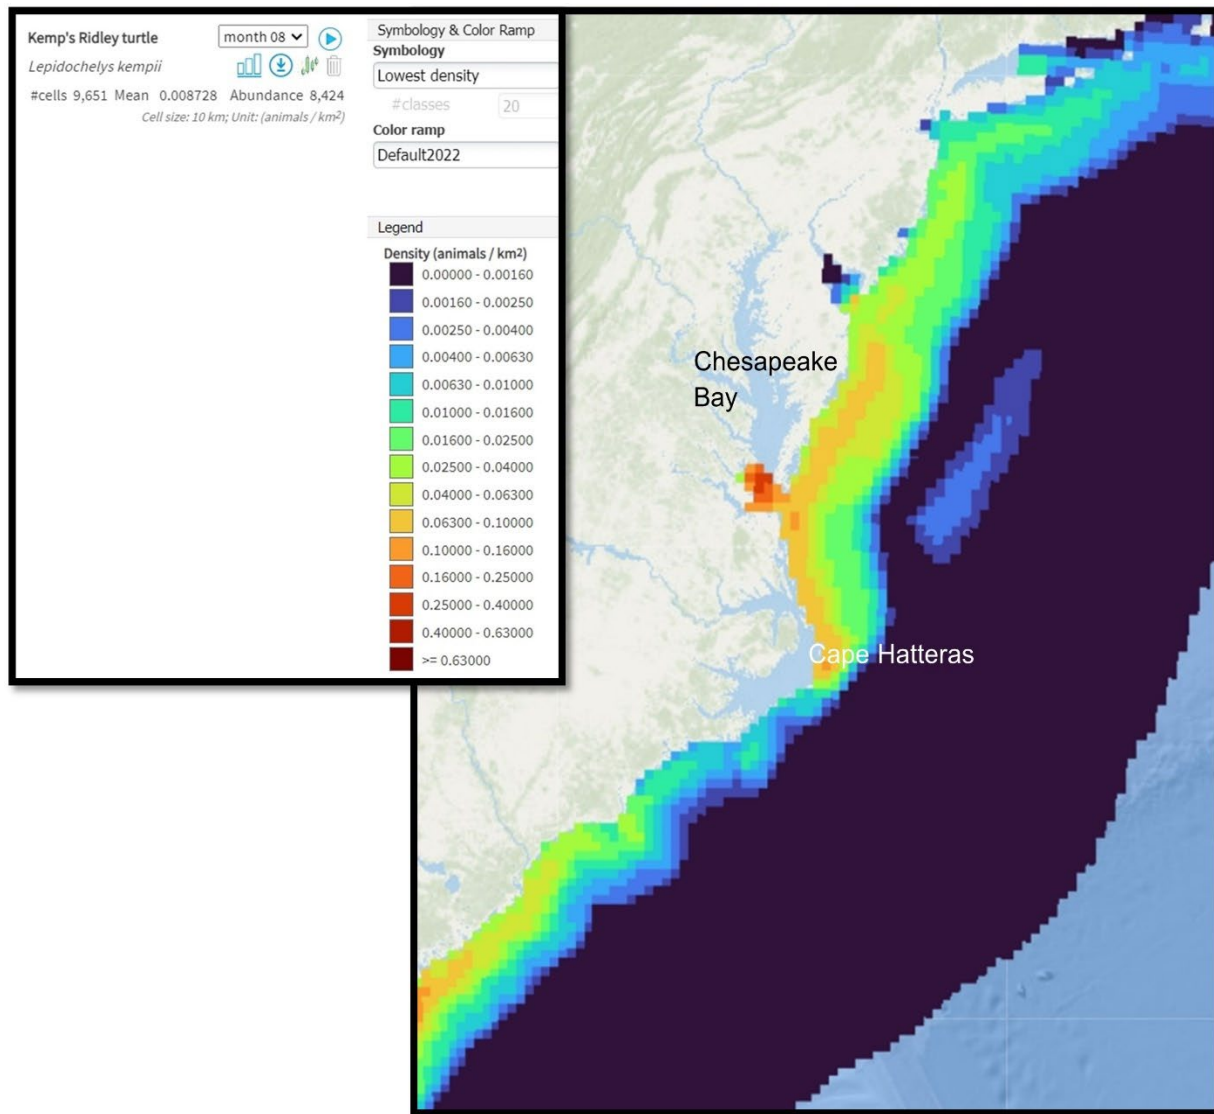 Kemp's Ridley turtle
month 08
Lepidochelys kempii
#cells 9,651 Mean 0.008728 Abundance 8,424
Cell size: 10 km; Unit: (animals / km²)
Symbology & Color Ramp
Symbology
Lowest density
#classes 20
Color ramp
Default2022
Legend
Density (animals / km²)
0.00000 - 0.00160
0.00160 - 0.00250
0.00250 - 0.00400
0.00400 - 0.00630
0.00630 - 0.01000
0.01000 - 0.01600
0.01600 - 0.02500
0.02500 - 0.04000
0.04000 - 0.06300
0.06300 - 0.10000
0.10000 - 0.16000
0.16000 - 0.25000
0.25000 - 0.40000
0.40000 - 0.63000
>= 0.63000
Chesapeake
Bay
Cape Hatteras